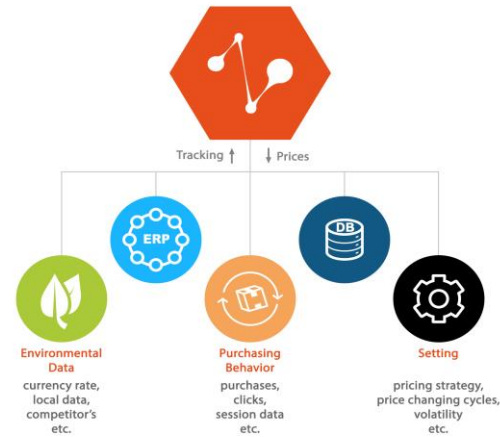 Tracking
Prices
ERP
DB
Environmental
Data
currency rate,
local data,
competitor's
etc.
Purchasing
Behavior
purchases,
clicks,
session data
etc.
Setting
pricing strategy,
price changing cycles,
volatility
etc.